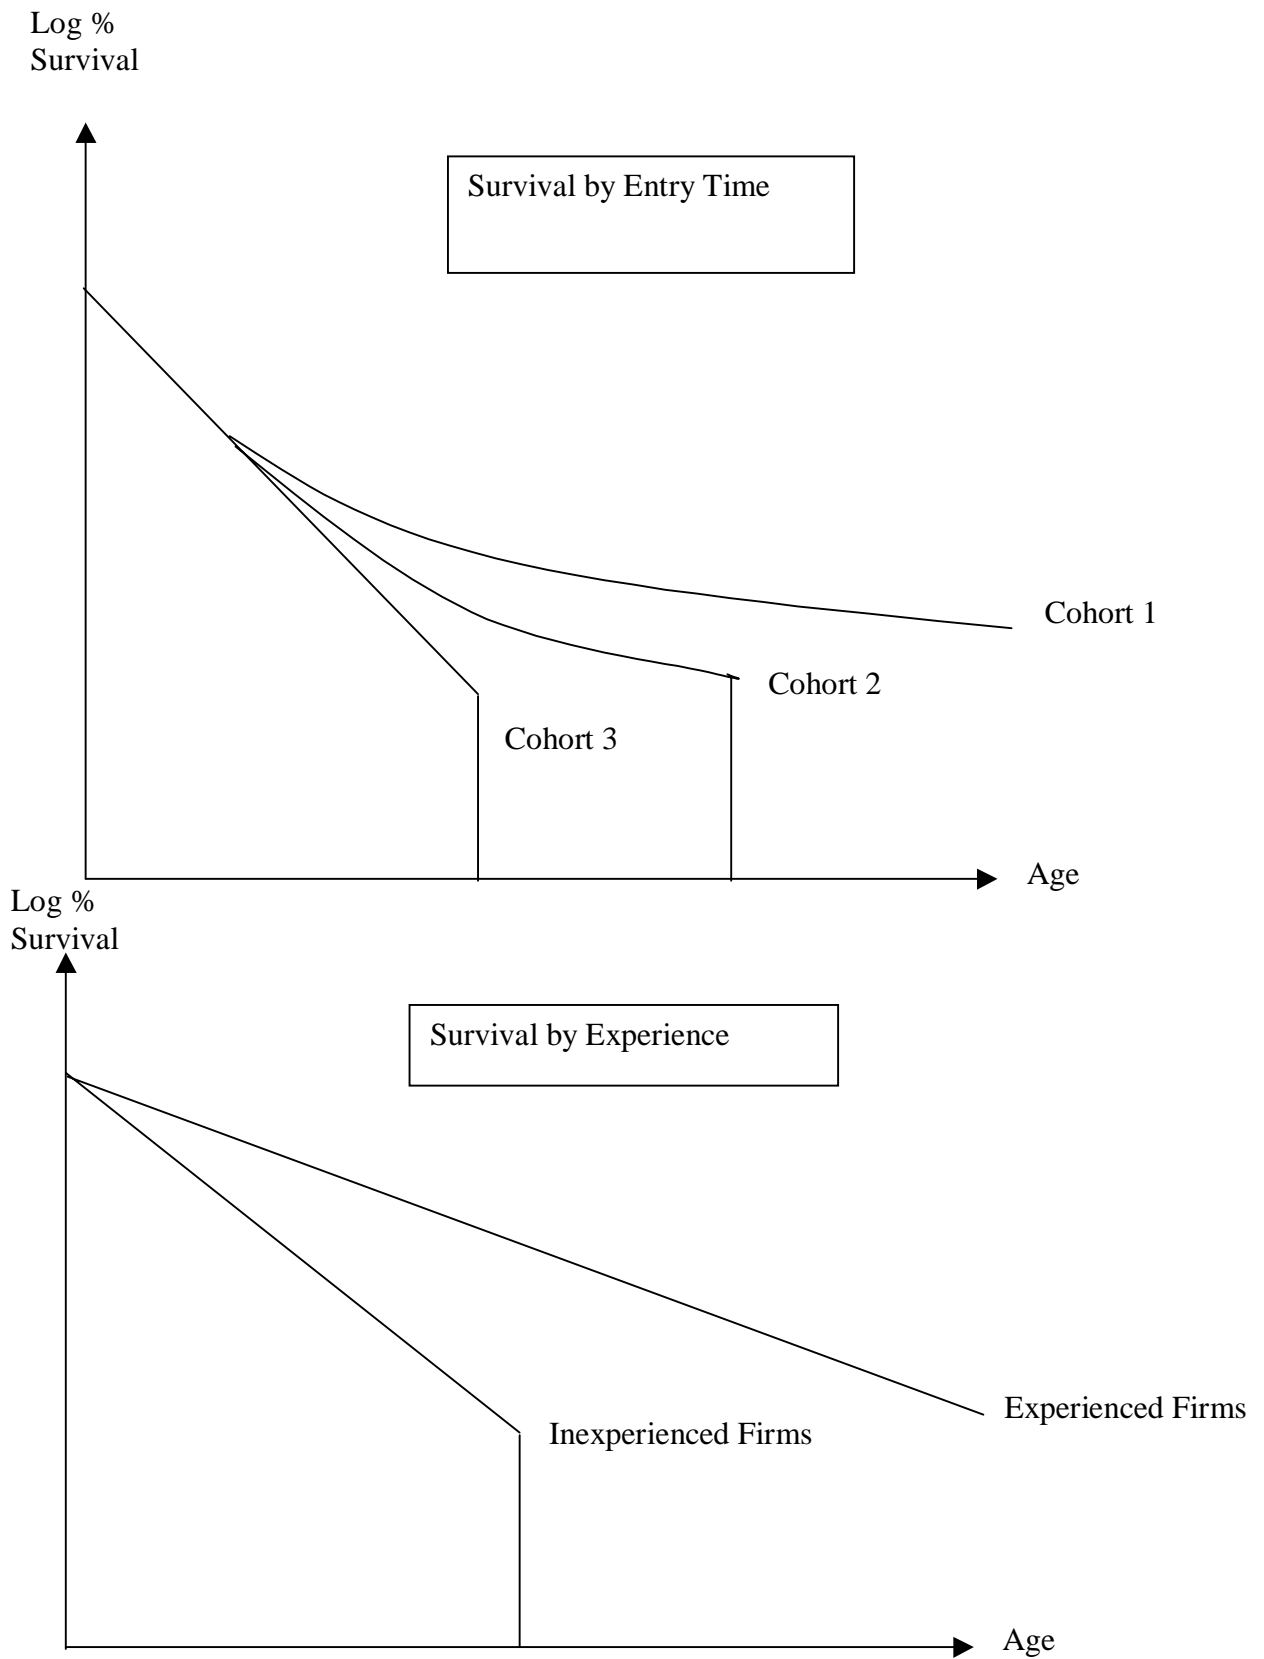 Log %
Survival
Survival by Entry Time
Cohort 1
Cohort 2
Cohort 3
Age
Log %
Survival
Survival by Experience
Experienced Firms
Inexperienced Firms
Age